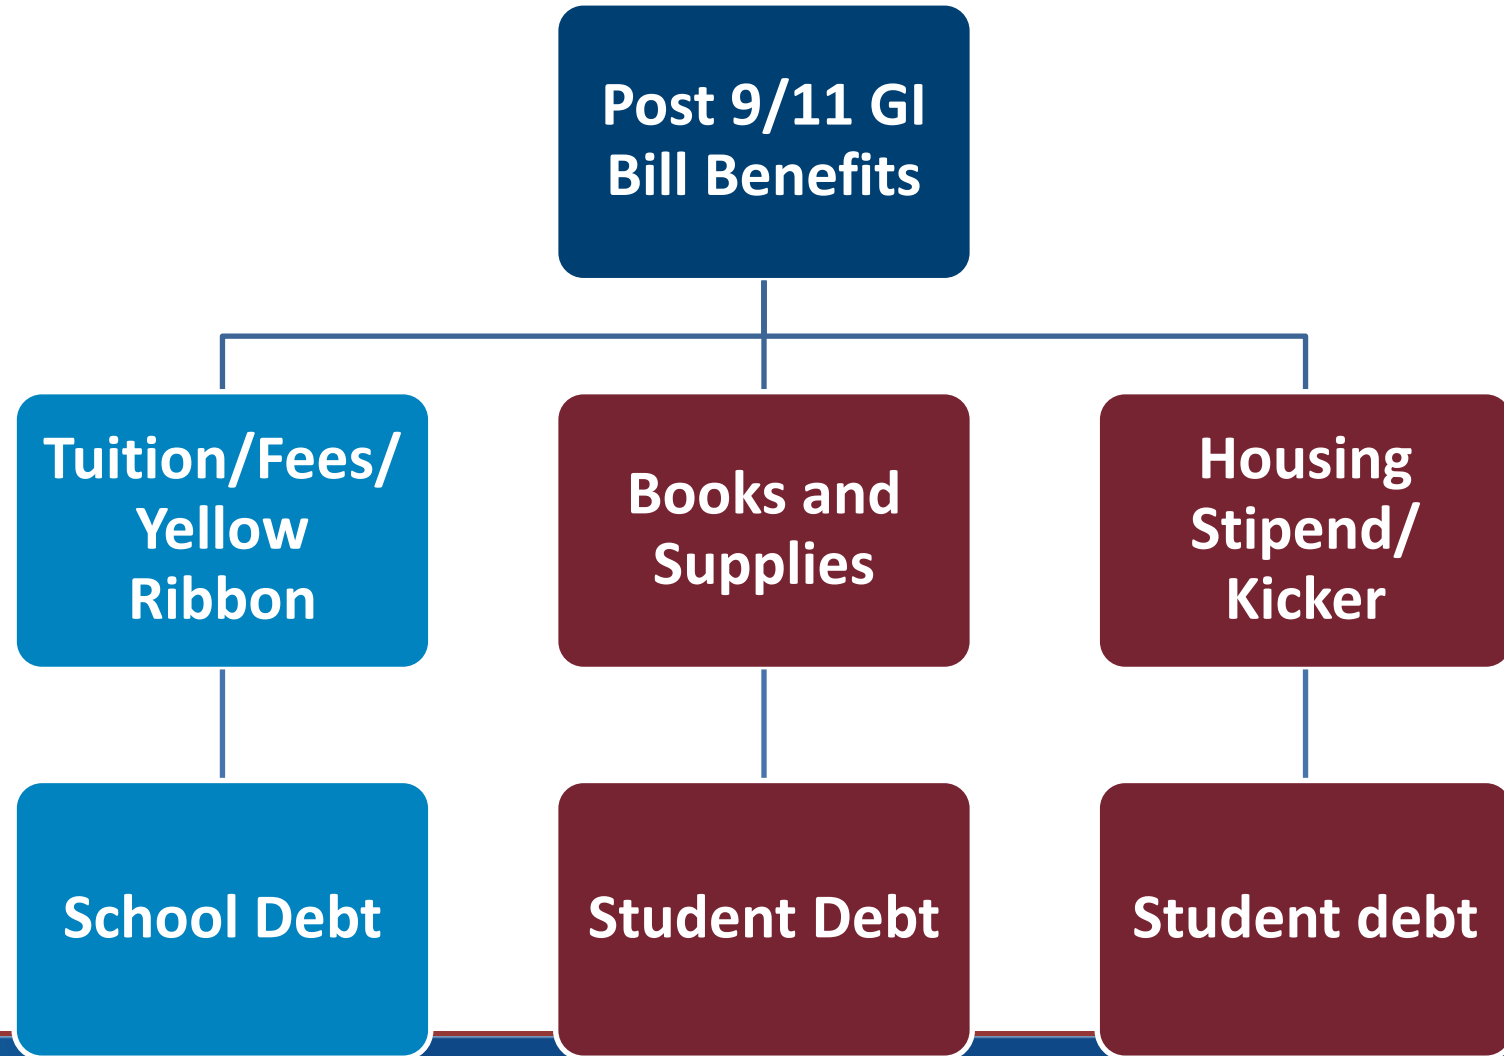 Post 9/11 GI
Bill Benefits
Tuition/Fees/
Yellow
Ribbon
Books and
Supplies
Housing
Stipend/
Kicker
School Debt
Student Debt
Student debt